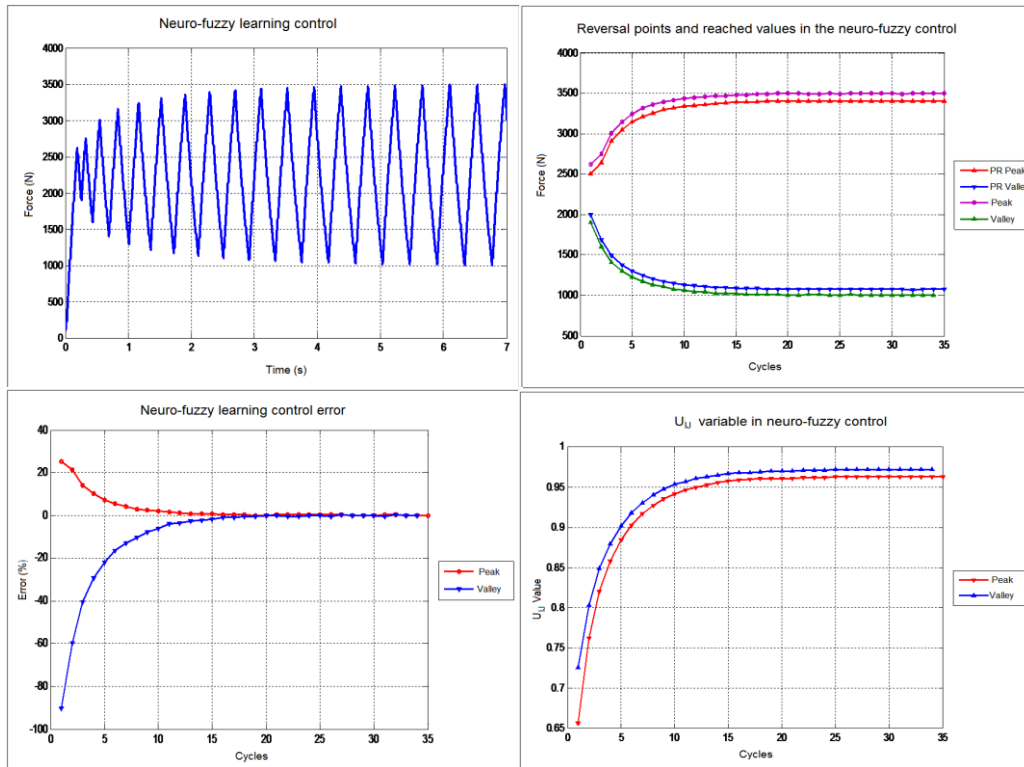 Neuro-fuzzy learning control
4000
3500
3000
2500
2000
1500
1000
500
0
Force (N)
0 1 2 3 4 5 6 7
Time (s)
Reversal points and reached values in the neuro-fuzzy control
4000
3500
3000
2500
2000
1500
1000
500
Force (N)
0 5 10 15 20 25 30 35
Cycles
PR Peak
PR Valley
Peak
Valley
Neuro-fuzzy learning control error
40
20
0
-20
-40
-60
-80
-100
Error (%)
0 5 10 15 20 25 30 35
Cycles
Peak
Valley
UIJ variable in neuro-fuzzy control
1
0.95
0.9
0.85
0.8
0.75
0.7
0.65
UIJ Value
0 5 10 15 20 25 30 35
Cycles
Peak
Valley